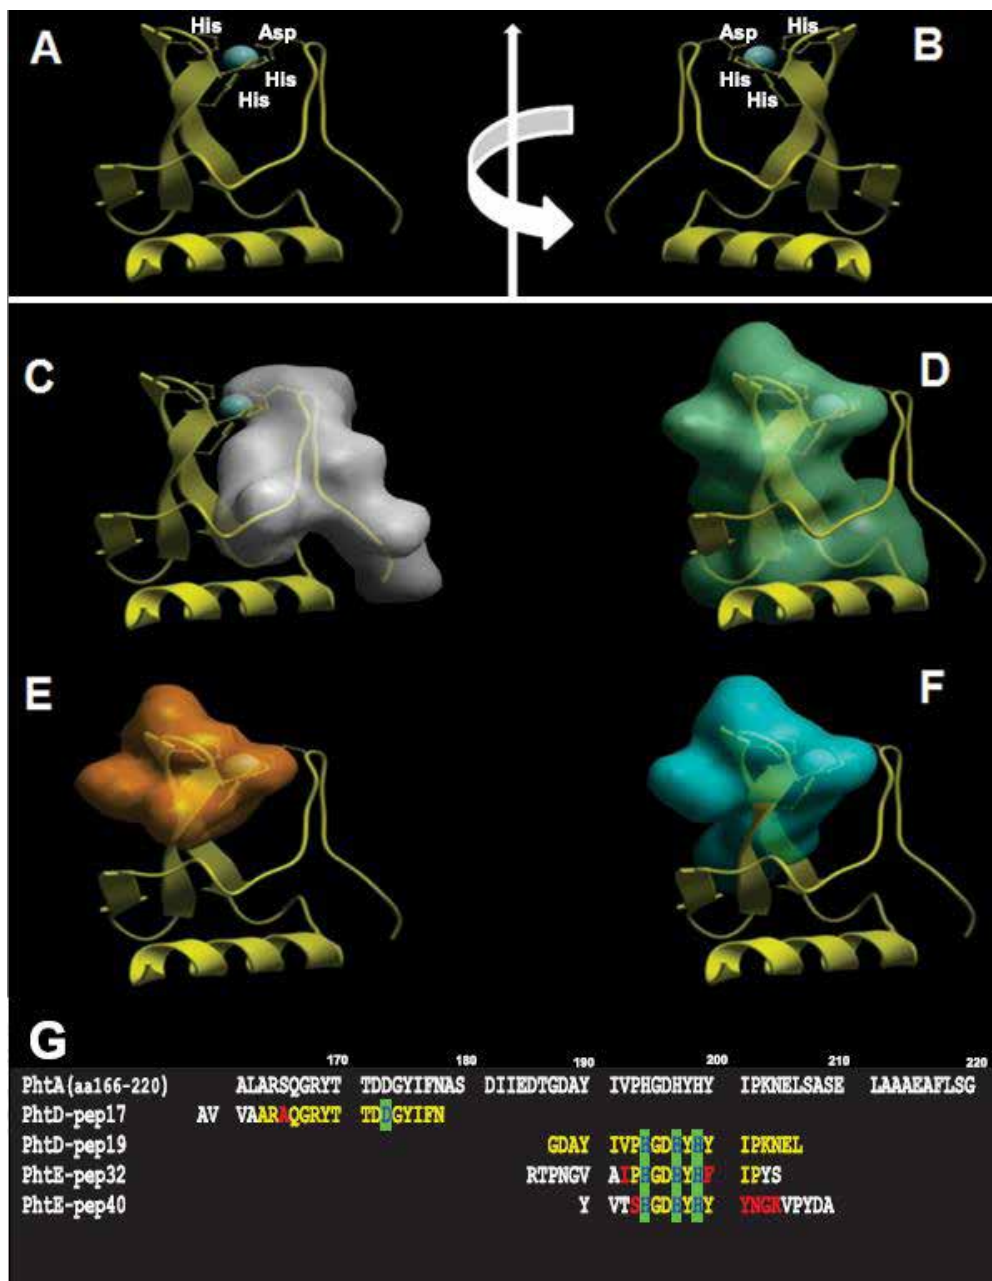 A
His
Asp
His
His
B
Asp
His
His
His
C
D
E
F
G
170 180 190 200 210 220
PhtA(aa166-220) ALARSQGRYT TDDGYIFNAS DIIEDTGDAY IVPHGDHYHY IPKNELSASE LAAAEAFLSG
PhtD-pep17 AV VAARAQGRYT TDDGYIFN
PhtD-pep19 GDAY IVPHGDHYHY IPKNEL
PhtE-pep32 RTPNGV AIPHGDHYHF IPYS
PhtE-pep40 Y VTSHGDHYHY YNGKVPYDA